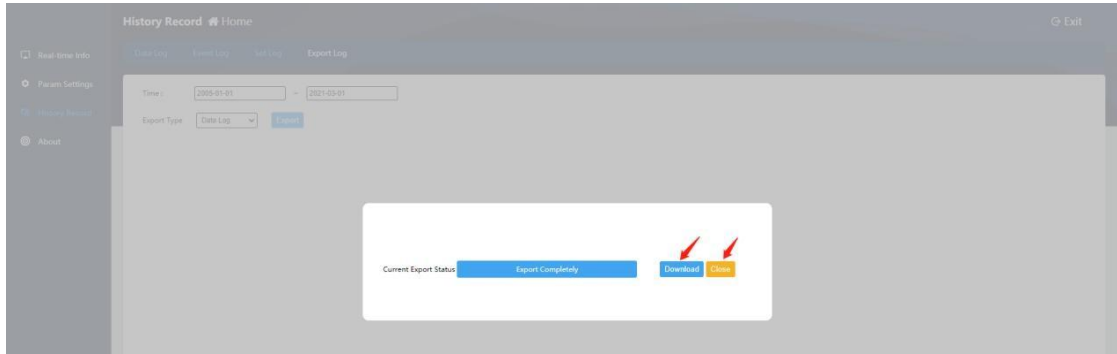 History Record Home
Exit
Real-time Info
Data Log Event Log Set Log Export Log
Param Settings
Time : 2005-01-01 ~ 2021-03-01
History Record
Export Type Data Log Export
About
Current Export Status Export Completely Download Close